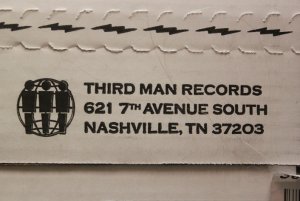 THIRD MAN RECORDS
621 7TH AVENUE SOUTH
NASHVILLE, TN 37203